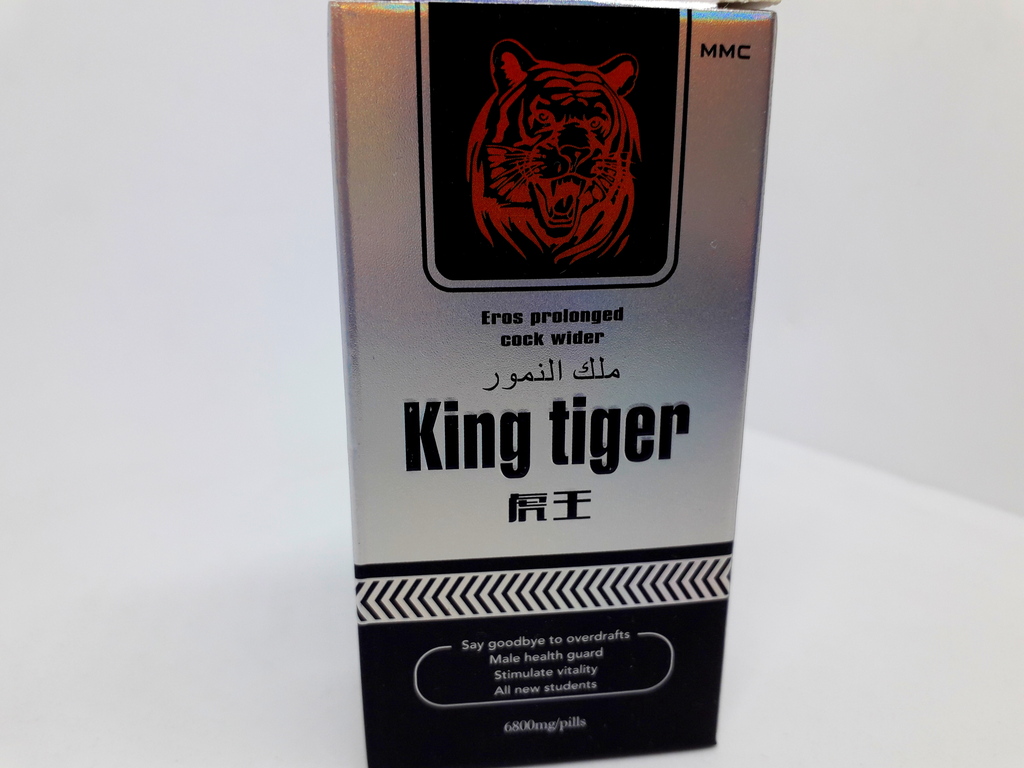 MMC
Eros prolonged
cock wider
ملك النمور
King tiger
虎王
Say goodbye to overdrafts
Male health guard
Stimulate vitality
All new students
6800mg/pills